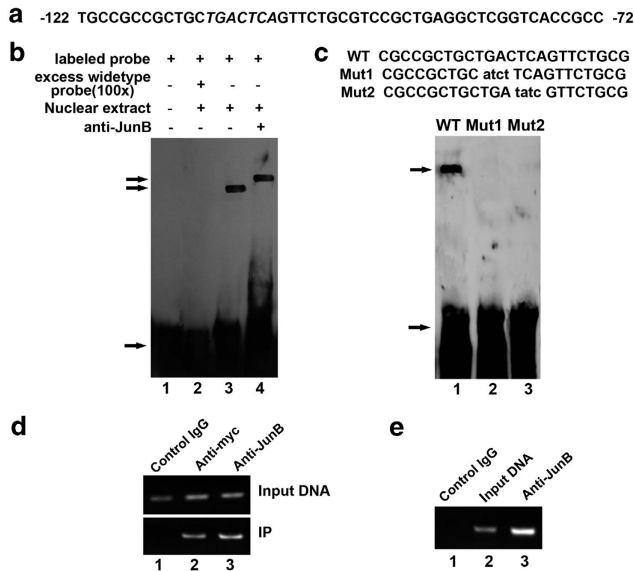 a
-122 TGCCGCCGCTGCTGACTCAGTTCTGCGTCCGCTGAGGCTCGGTCACCGCC -72
b
labeled probe + + + +
excess widetype
probe(100x) - + - -
Nuclear extract - + + +
anti-JunB - - - +
1 2 3 4
c
WT CGCCGCTGCTGACTCAGTTCTGCG
Mut1 CGCCGCTGC atct TCAGTTCTGCG
Mut2 CGCCGCTGCTGA tatc GTTCTGCG
WT Mut1 Mut2
1 2 3
d
Control IgG
Anti-myc
Anti-JunB
Input DNA
IP
1 2 3
e
Control IgG
Input DNA
Anti-JunB
1 2 3